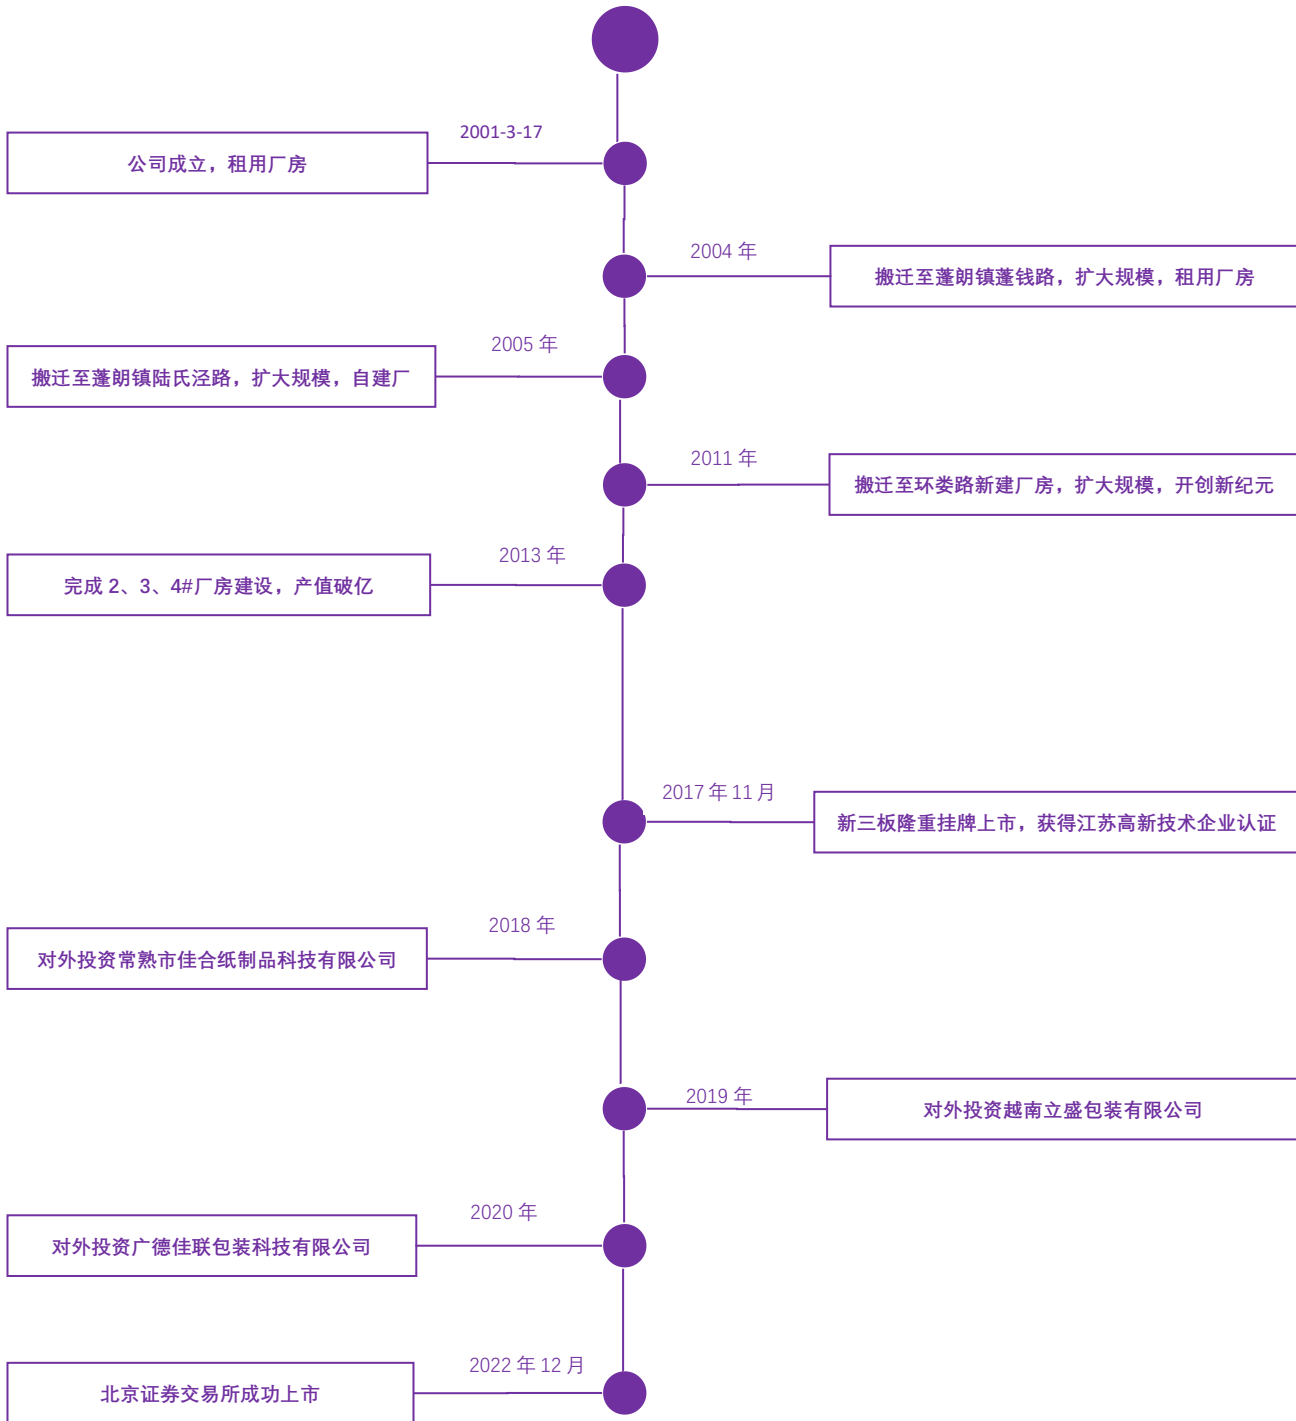 2001-3-17
公司成立，租用厂房
2004 年
搬迁至蓬朗镇蓬钱路，扩大规模，租用厂房
2005 年
搬迁至蓬朗镇陆氏泾路，扩大规模，自建厂
2011 年
搬迁至环娄路新建厂房，扩大规模，开创新纪元
2013 年
完成 2、3、4#厂房建设，产值破亿
2017 年 11 月
新三板隆重挂牌上市，获得江苏高新技术企业认证
2018 年
对外投资常熟市佳合纸制品科技有限公司
2019 年
对外投资越南立盛包装有限公司
2020 年
对外投资广德佳联包装科技有限公司
2022 年 12 月
北京证券交易所成功上市